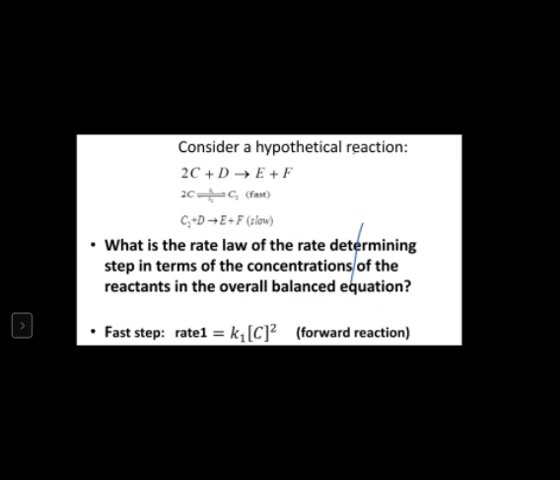 Consider a hypothetical reaction:
2C + D → E + F
2C ⇌ C₂ (fast)
C₂+D → E + F (slow)
• What is the rate law of the rate determining
step in terms of the concentrations of the
reactants in the overall balanced equation?
• Fast step: rate1 = k₁[C]² (forward reaction)